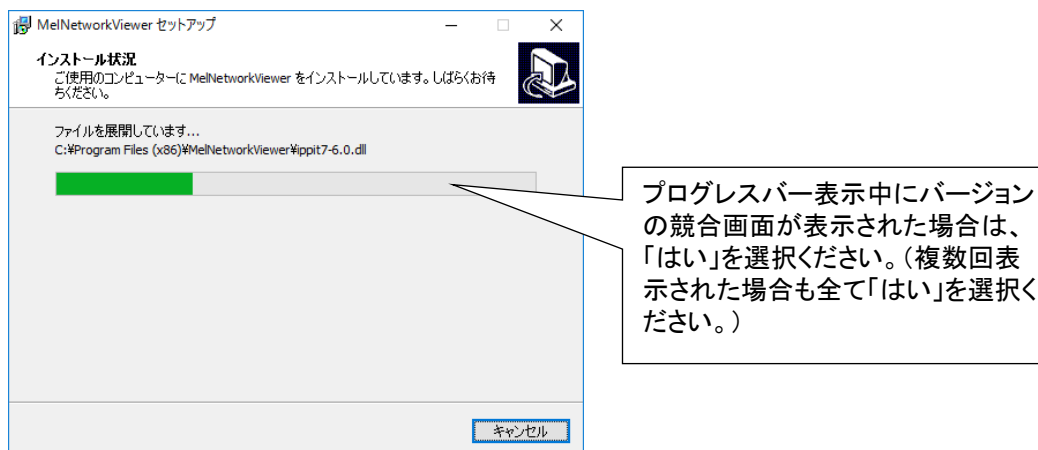 MelNetworkViewer セットアップ
インストール状況
ご使用のコンピューターに MelNetworkViewer をインストールしています。しばらくお待
ちください。
ファイルを展開しています...
C:¥Program Files (x86)¥MelNetworkViewer¥ippit7-6.0.dll
プログレスバー表示中にバージョン
の競合画面が表示された場合は、
「はい」を選択ください。（複数回表
示された場合も全て「はい」を選択く
ださい。）
キャンセル